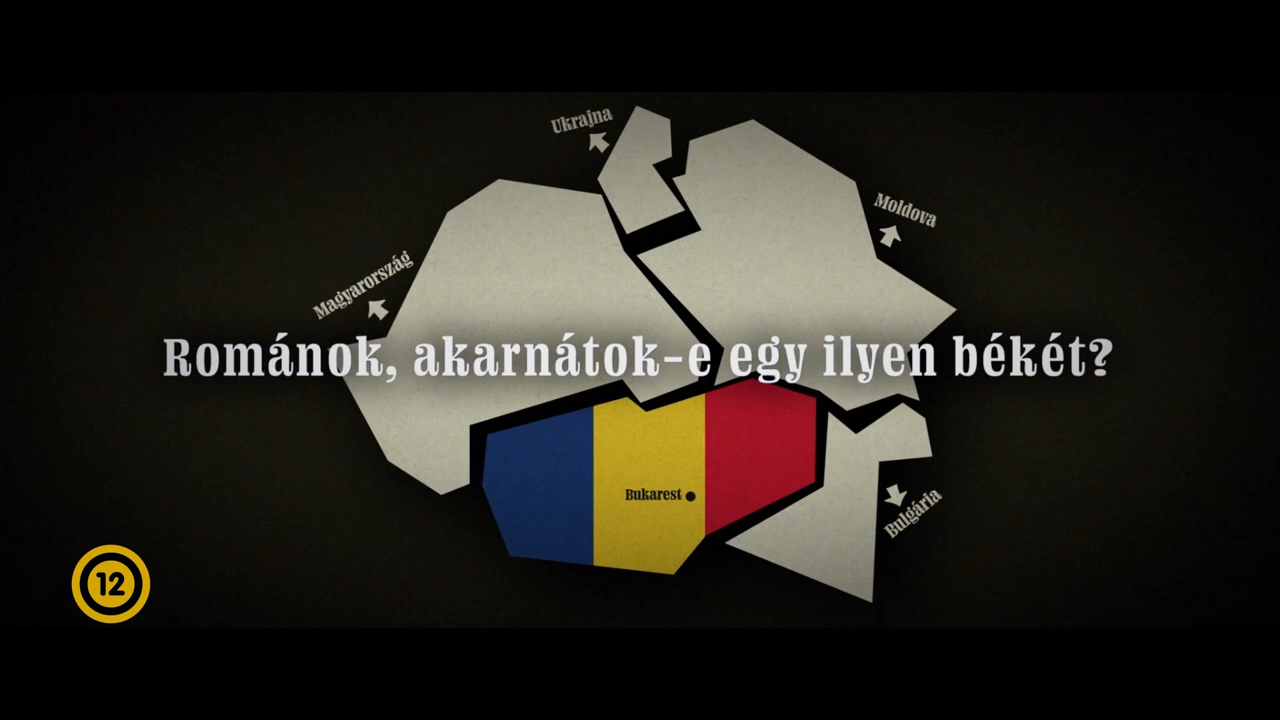 Ukrajna
Moldova
Magyarország
Románok, akarnátok-e egy ilyen békét?
Bukarest
Bulgária
12